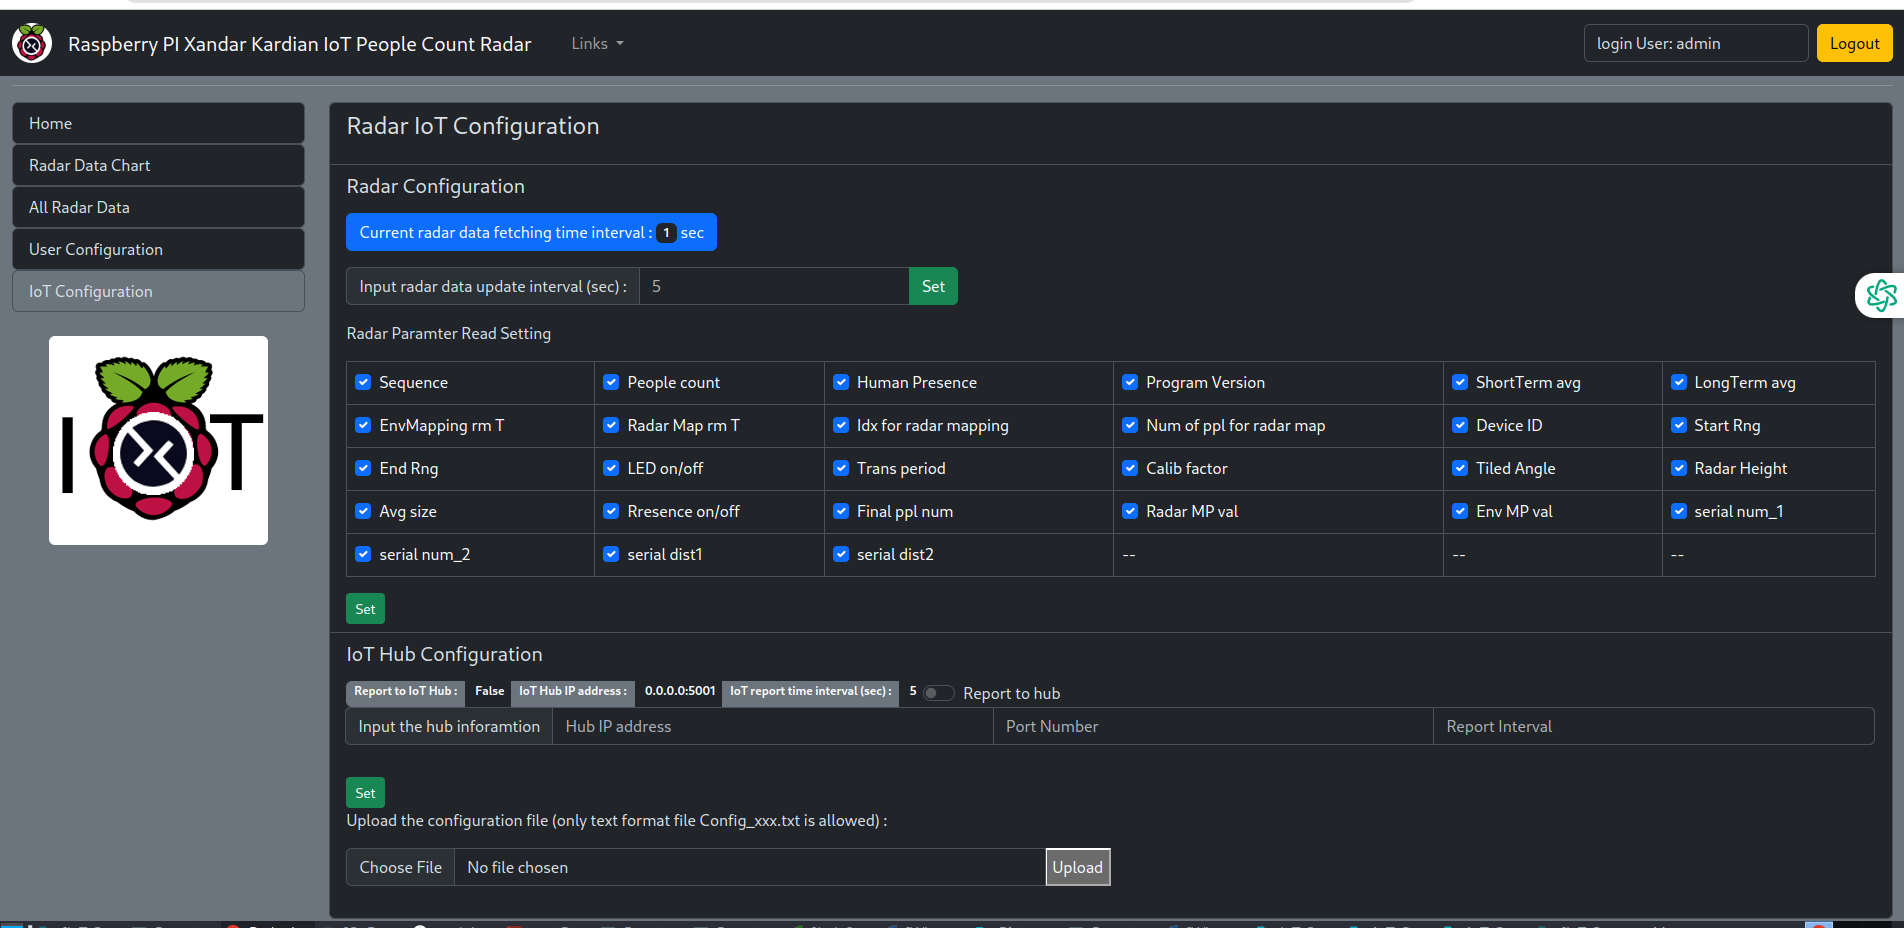 Raspberry PI Xandar Kardian IoT People Count Radar Links login User: admin Logout
Home
Radar Data Chart
All Radar Data
User Configuration
IoT Configuration
I T
Radar IoT Configuration
Radar Configuration
Current radar data fetching time interval : 1 sec
Input radar data update interval (sec) : 5 Set
Radar Paramter Read Setting
Sequence People count Human Presence Program Version ShortTerm avg LongTerm avg
EnvMapping rm T Radar Map rm T Idx for radar mapping Num of ppl for radar map Device ID Start Rng
End Rng LED on/off Trans period Calib factor Tiled Angle Radar Height
Avg size Rresence on/off Final ppl num Radar MP val Env MP val serial num_1
serial num_2 serial dist1 serial dist2 -- -- --
Set
IoT Hub Configuration
Report to IoT Hub : False IoT Hub IP address : 0.0.0.0:5001 IoT report time interval (sec) : 5 Report to hub
Input the hub inforamtion Hub IP address Port Number Report Interval
Set
Upload the configuration file (only text format file Config_xxx.txt is allowed) :
Choose File No file chosen Upload